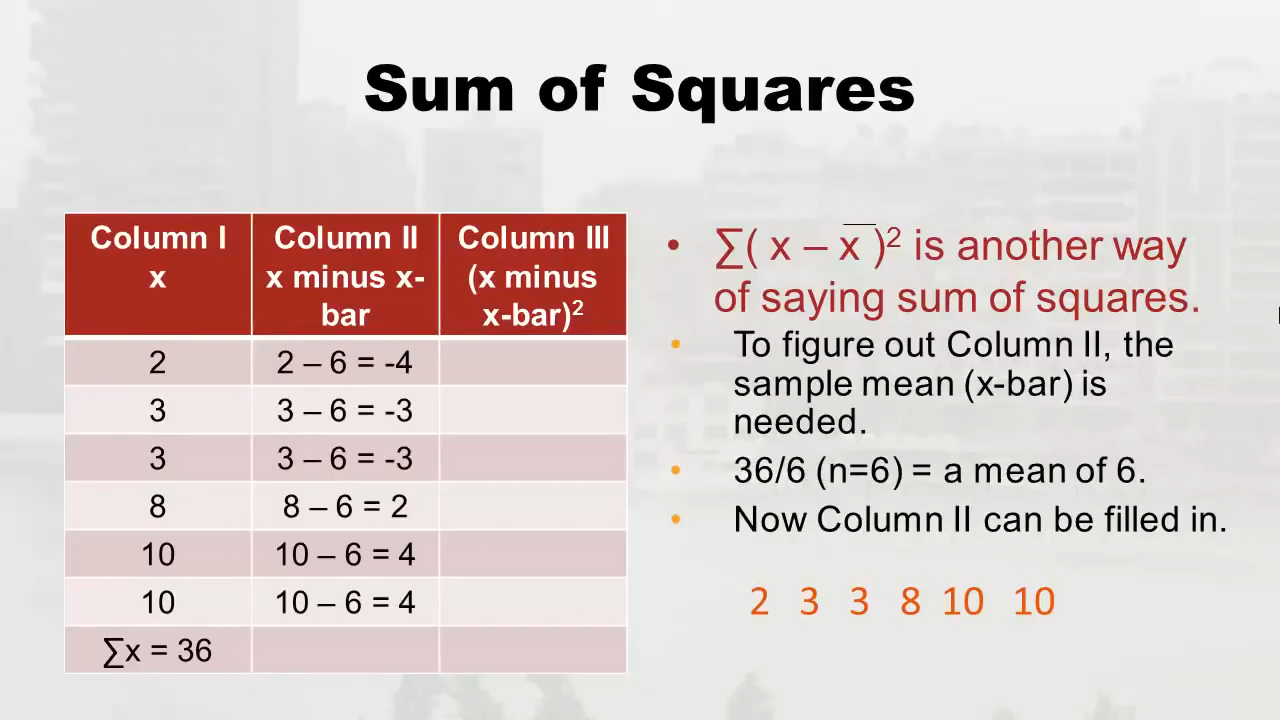 Sum of Squares
Column I
x
Column II
x minus x-
bar
Column III
(x minus
x-bar)²
2
2 – 6 = -4
3
3 – 6 = -3
3
3 – 6 = -3
8
8 – 6 = 2
10
10 – 6 = 4
10
10 – 6 = 4
∑x = 36
• ∑( x – x̅ )² is another way
of saying sum of squares.
• To figure out Column II, the
sample mean (x-bar) is
needed.
• 36/6 (n=6) = a mean of 6.
• Now Column II can be filled in.
2 3 3 8 10 10